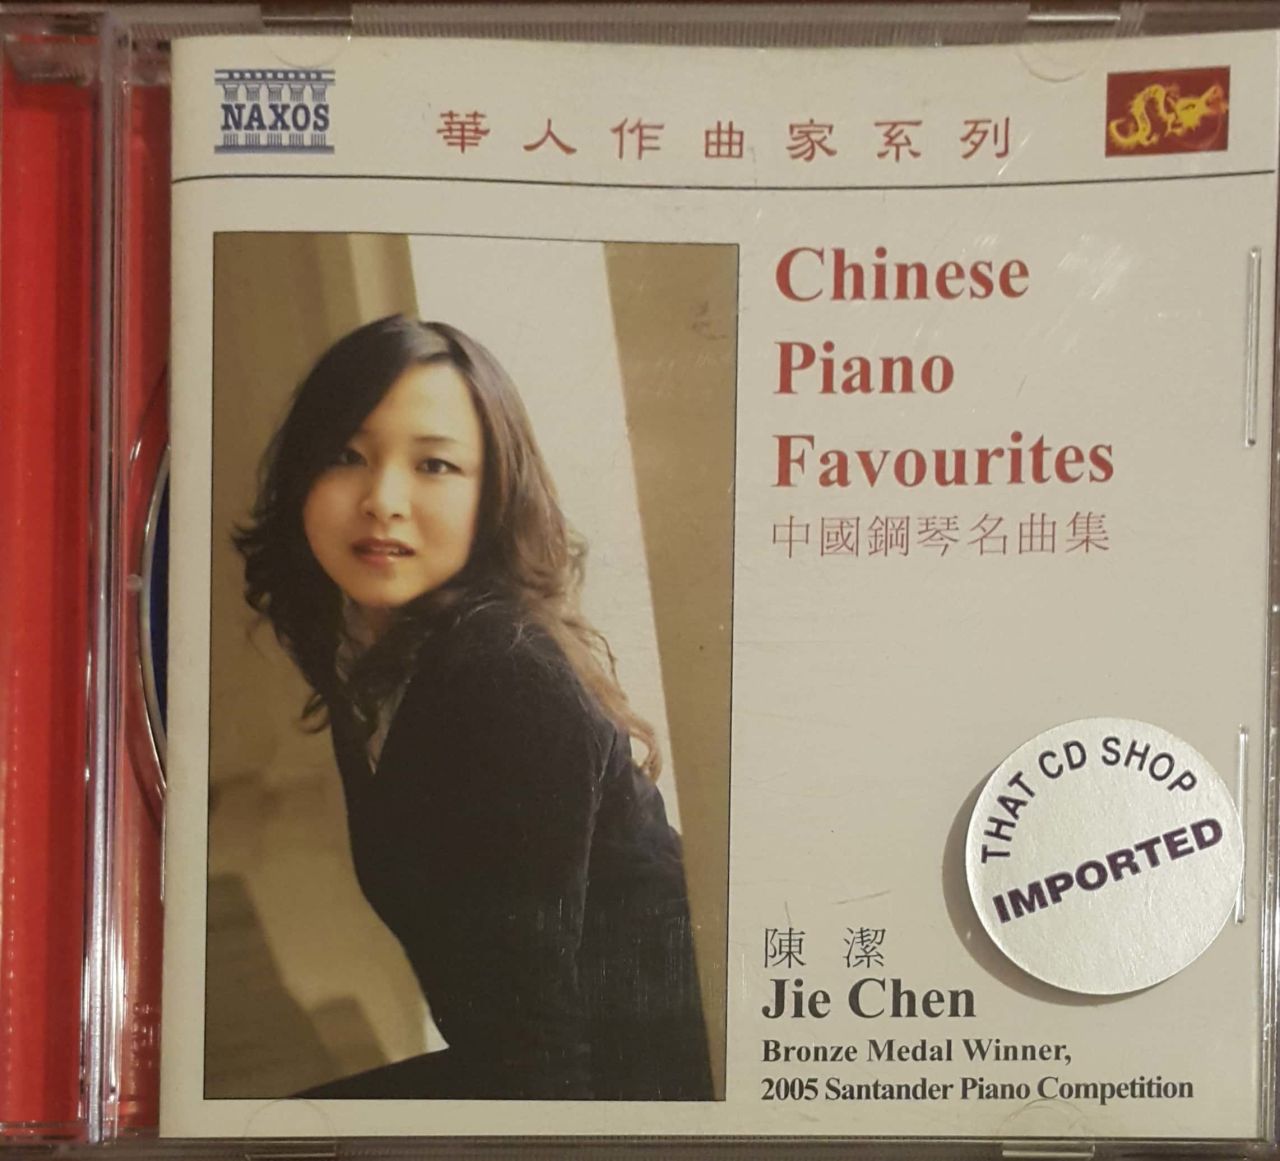 NAXOS
華人作曲家系列
Chinese
Piano
Favourites
中國鋼琴名曲集
THAT CD SHOP
IMPORTED
陳 潔
Jie Chen
Bronze Medal Winner,
2005 Santander Piano Competition